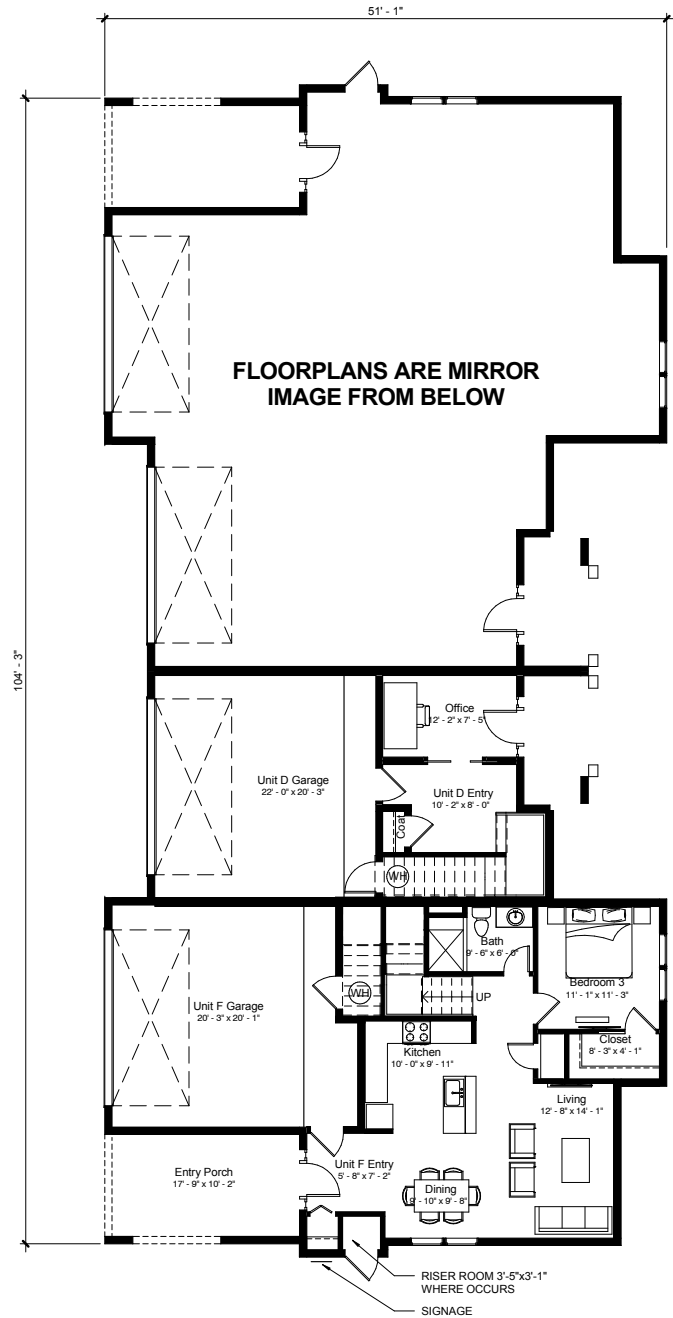 51' - 1"
104' - 3"
FLOORPLANS ARE MIRROR
IMAGE FROM BELOW
Office
12' - 2" x 7' - 5"
Unit D Garage
22' - 0" x 20' - 3"
Unit D Entry
10' - 2" x 8' - 0"
Coat
WH
Bath
9' - 6" x 6' - 0"
Bedroom 3
11' - 1" x 11' - 3"
WH
UP
Unit F Garage
20' - 3" x 20' - 1"
Closet
8' - 3" x 4' - 1"
Kitchen
10' - 0" x 9' - 11"
Living
12' - 8" x 14' - 1"
Entry Porch
17' - 9" x 10' - 2"
Unit F Entry
5' - 8" x 7' - 2"
Dining
9' - 10" x 9' - 8"
RISER ROOM 3'-5"x3'-1"
WHERE OCCURS
SIGNAGE